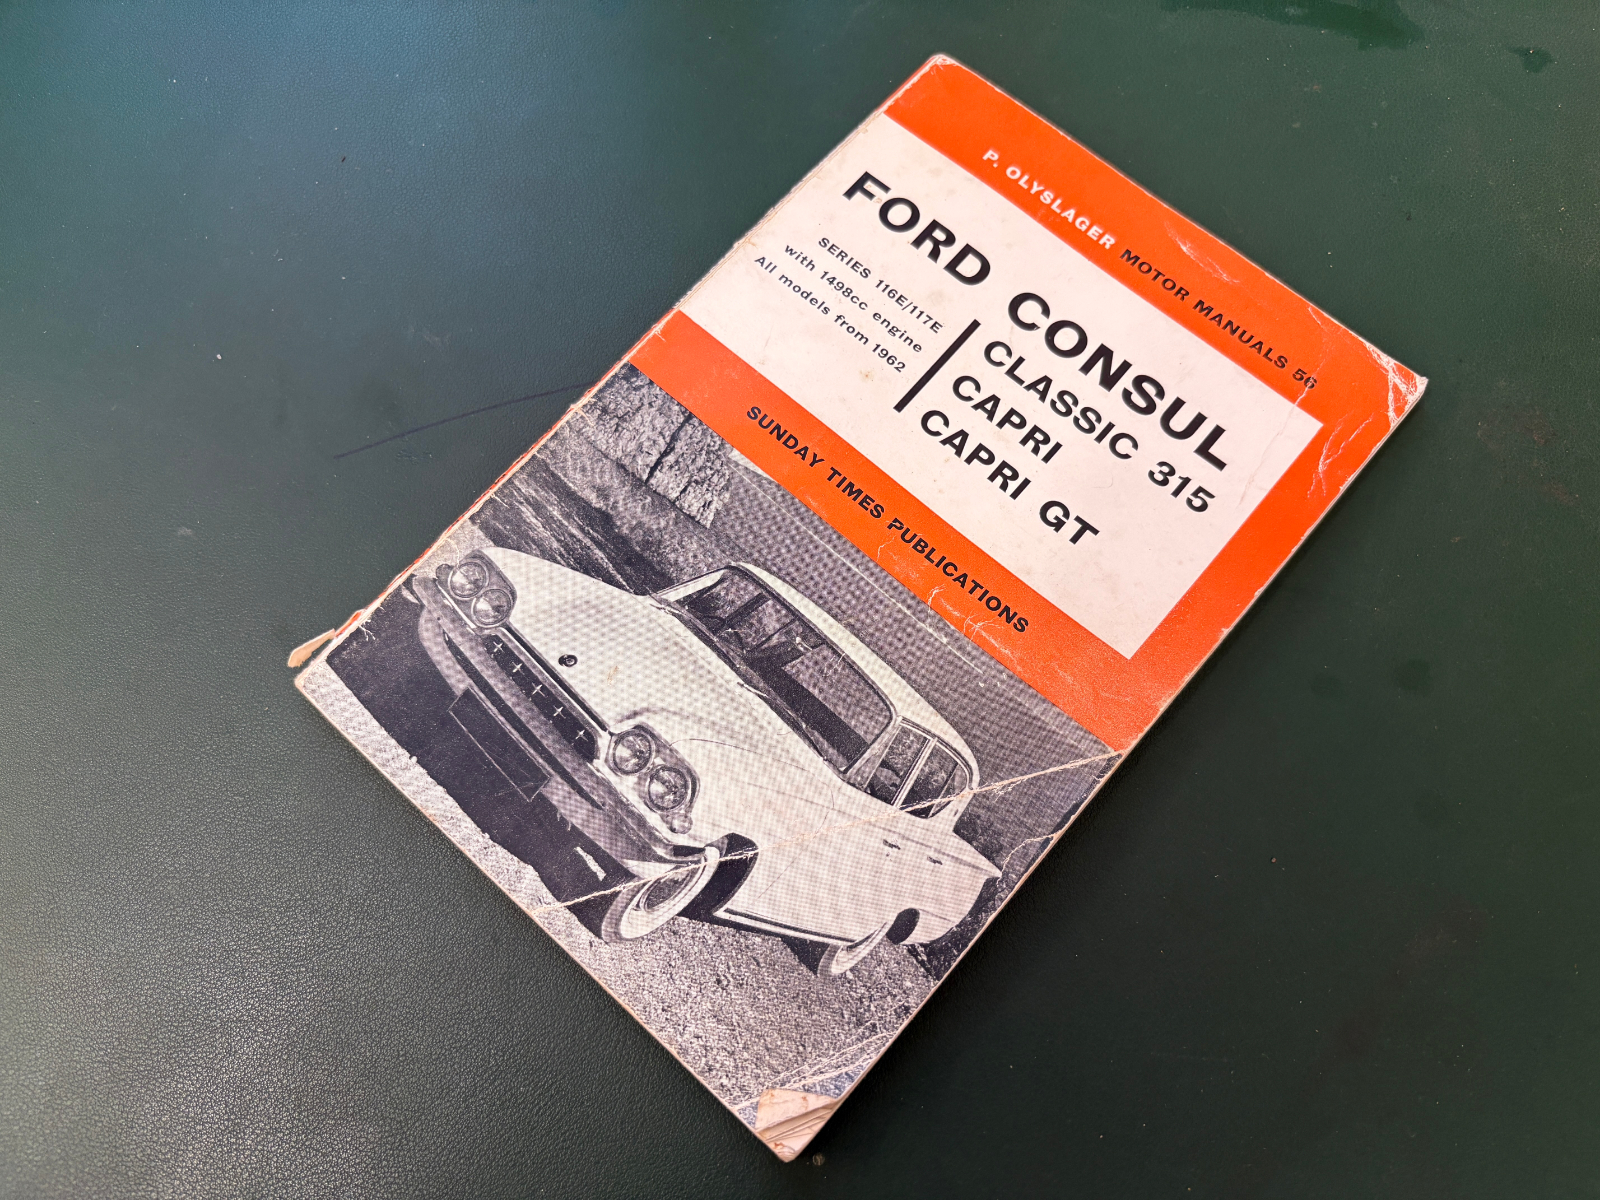 P. OLYSLAGER MOTOR MANUALS 56
FORD CONSUL
SERIES 116E/117E
with 1498cc engine
All models from 1962
CLASSIC 315
CAPRI
CAPRI GT
SUNDAY TIMES PUBLICATIONS